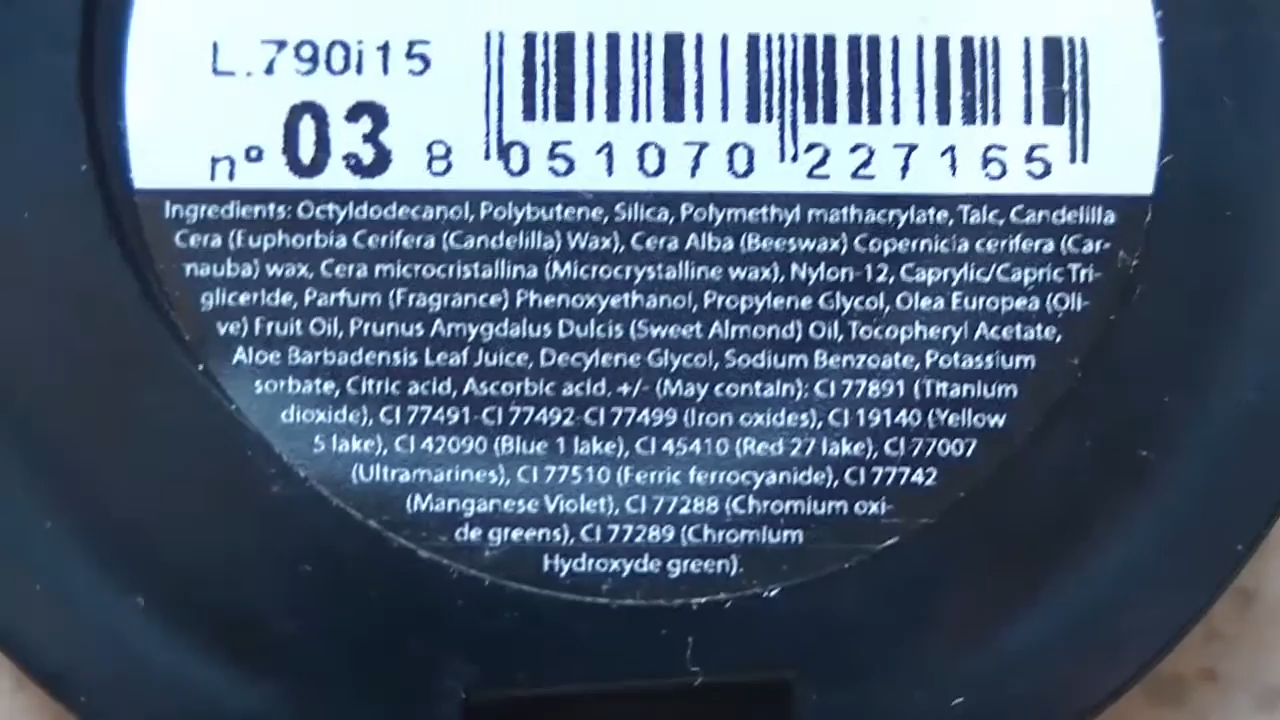 L.790i15
nº 03
8 051070 227165
Ingredients: Octyldodecanol, Polybutene, Silica, Polymethyl mathacrylate, Talc, Candelilla
Cera (Euphorbia Cerifera (Candelilla) Wax), Cera Alba (Beeswax) Copernicia cerifera (Car-
nauba) wax, Cera microcristallina (Microcrystalline wax), Nylon-12, Caprylic/Capric Tri-
gliceride, Parfum (Fragrance) Phenoxyethanol, Propylene Glycol, Olea Europea (Oli-
ve) Fruit Oil, Prunus Amygdalus Dulcis (Sweet Almond) Oil, Tocopheryl Acetate,
Aloe Barbadensis Leaf Juice, Decylene Glycol, Sodium Benzoate, Potassium
sorbate, Citric acid, Ascorbic acid. +/- (May contain): CI 77891 (Titanium
dioxide), CI 77491-CI 77492-CI 77499 (Iron oxides), CI 19140 (Yellow
5 lake), CI 42090 (Blue 1 lake), CI 45410 (Red 27 lake), CI 77007
(Ultramarines), CI 77510 (Ferric ferrocyanide), CI 77742
(Manganese Violet), CI 77288 (Chromium oxi-
de greens), CI 77289 (Chromium
Hydroxyde green).